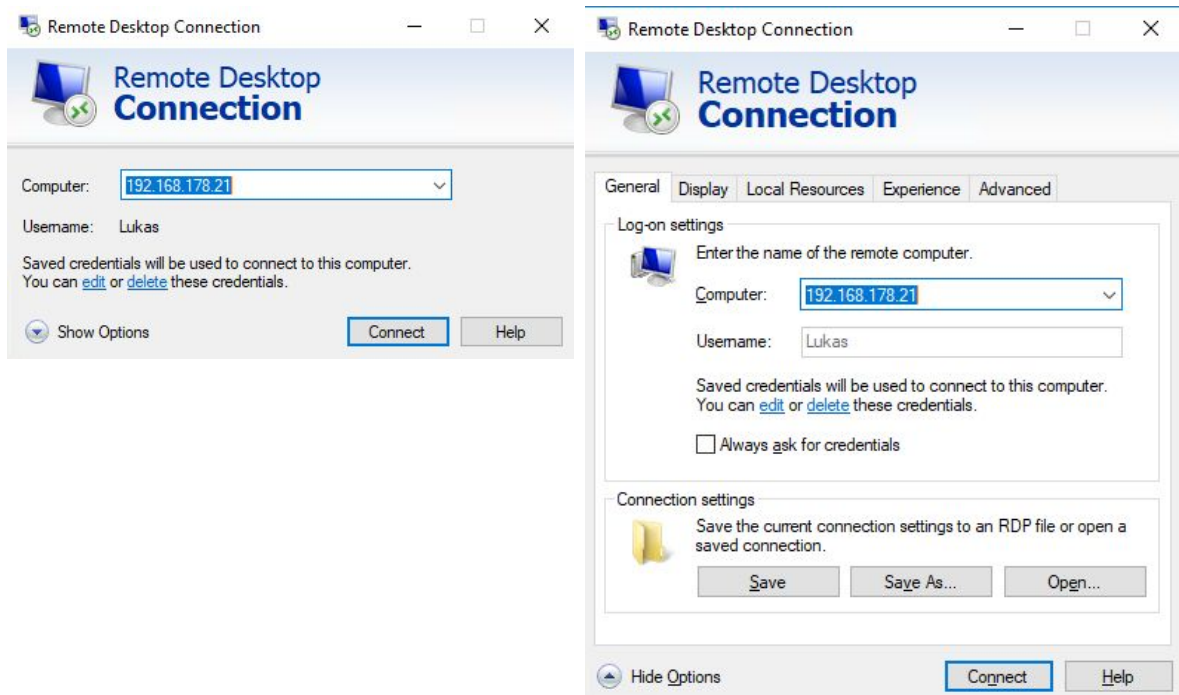 Remote Desktop Connection
Remote Desktop
Connection
Computer: 192.168.178.21
Username: Lukas
Saved credentials will be used to connect to this computer.
You can edit or delete these credentials.
Show Options Connect Help
Remote Desktop Connection
Remote Desktop
Connection
General Display Local Resources Experience Advanced
Log-on settings
Enter the name of the remote computer.
Computer: 192.168.178.21
Username: Lukas
Saved credentials will be used to connect to this computer.
You can edit or delete these credentials.
Always ask for credentials
Connection settings
Save the current connection settings to an RDP file or open a
saved connection.
Save Save As... Open...
Hide Options Connect Help